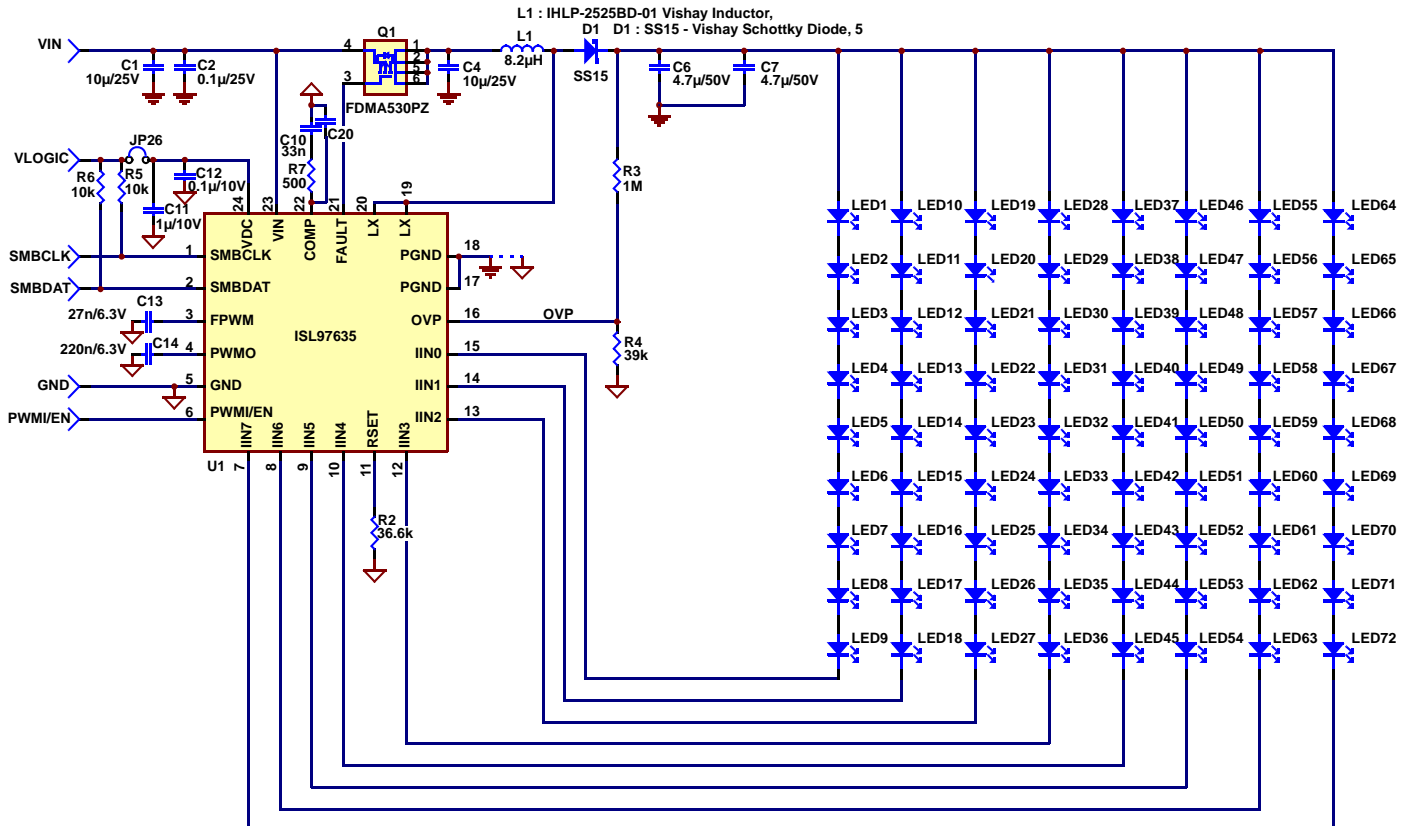 L1 : IHLP-2525BD-01 Vishay Inductor,
D1 D1 : SS15 - Vishay Schottky Diode, 5
VIN
C1
10µ/25V
C2
0.1µ/25V
Q1
4
3
1
2
5
6
FDMA530PZ
C4
10µ/25V
L1
8.2µH
SS15
C6
4.7µ/50V
C7
4.7µ/50V
C10
33n
C20
R7
500
VLOGIC
JP26
R6
10k
R5
10k
C12
0.1µ/10V
C11
1µ/10V
R3
1M
24
23
22
21
20
19
VDC
VIN
COMP
FAULT
LX
LX
SMBCLK
1
SMBCLK
SMBDAT
2
SMBDAT
27n/6.3V
C13
3
FPWM
220n/6.3V
C14
4
PWMO
GND
5
GND
PWMI/EN
6
PWMI/EN
ISL97635
PGND
18
PGND
17
OVP
16
OVP
IIN0
15
IIN1
14
IIN2
13
R4
39k
IIN7
IIN6
IIN5
IIN4
RSET
IIN3
U1
7
8
9
10
11
12
R2
36.6k
LED1 LED10 LED19 LED28 LED37 LED46 LED55 LED64
LED2 LED11 LED20 LED29 LED38 LED47 LED56 LED65
LED3 LED12 LED21 LED30 LED39 LED48 LED57 LED66
LED4 LED13 LED22 LED31 LED40 LED49 LED58 LED67
LED5 LED14 LED23 LED32 LED41 LED50 LED59 LED68
LED6 LED15 LED24 LED33 LED42 LED51 LED60 LED69
LED7 LED16 LED25 LED34 LED43 LED52 LED61 LED70
LED8 LED17 LED26 LED35 LED44 LED53 LED62 LED71
LED9 LED18 LED27 LED36 LED45 LED54 LED63 LED72